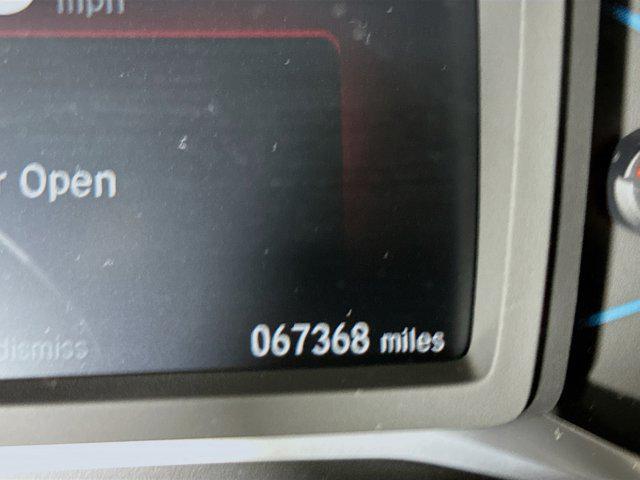 mph
r Open
dismiss
067368 miles